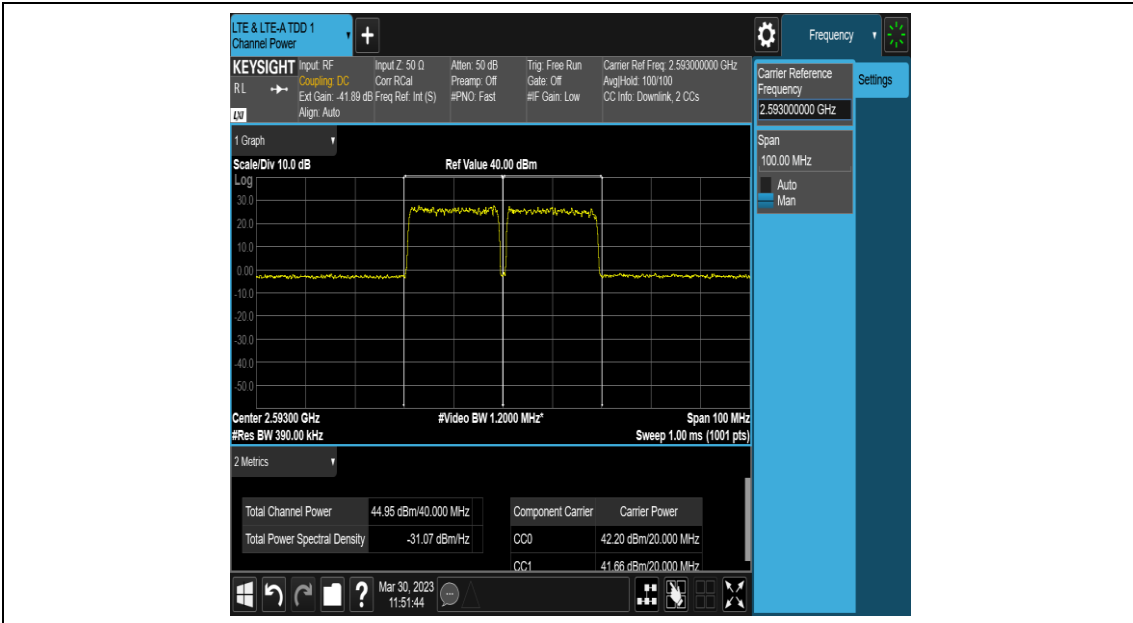 LTE & LTE-A TDD 1
Channel Power
Frequency
KEYSIGHT
RL
LXI
Input: RF
Coupling: DC
Ext Gain: -41.89 dB
Align: Auto
Input Z: 50 Ω
Corr RCal
Freq Ref: Int (S)
Atten: 50 dB
Preamp: Off
#PNO: Fast
Trig: Free Run
Gate: Off
#IF Gain: Low
Carrier Ref Freq: 2.593000000 GHz
Avg|Hold: 100/100
CC Info: Downlink, 2 CCs
Carrier Reference
Frequency
2.593000000 GHz
Settings
Span
100.00 MHz
Auto
Man
1 Graph
Scale/Div 10.0 dB
Ref Value 40.00 dBm
Log
30.0
20.0
10.0
0.00
-10.0
-20.0
-30.0
-40.0
-50.0
Center 2.59300 GHz
#Video BW 1.2000 MHz*
Span 100 MHz
#Res BW 390.00 kHz
Sweep 1.00 ms (1001 pts)
2 Metrics
Total Channel Power 44.95 dBm/40.000 MHz
Total Power Spectral Density -31.07 dBm/Hz
Component Carrier Carrier Power
CC0 42.20 dBm/20.000 MHz
CC1 41.66 dBm/20.000 MHz
?
Mar 30, 2023
11:51:44